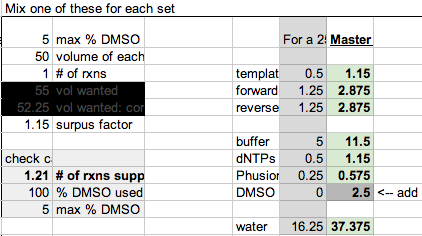 Mix one of these for each set
5 max % DMSO For a 25 Master
50 volume of each
1 # of rxns templat 0.5 1.15
55 vol wanted forward 1.25 2.875
52.25 vol wanted: cor reverse 1.25 2.875
1.15 surpus factor
buffer 5 11.5
check c dNTPs 0.5 1.15
1.21 # of rxns supp Phusion 0.25 0.575
100 % DMSO used DMSO 0 2.5 <-- add
5 max % DMSO
water 16.25 37.375